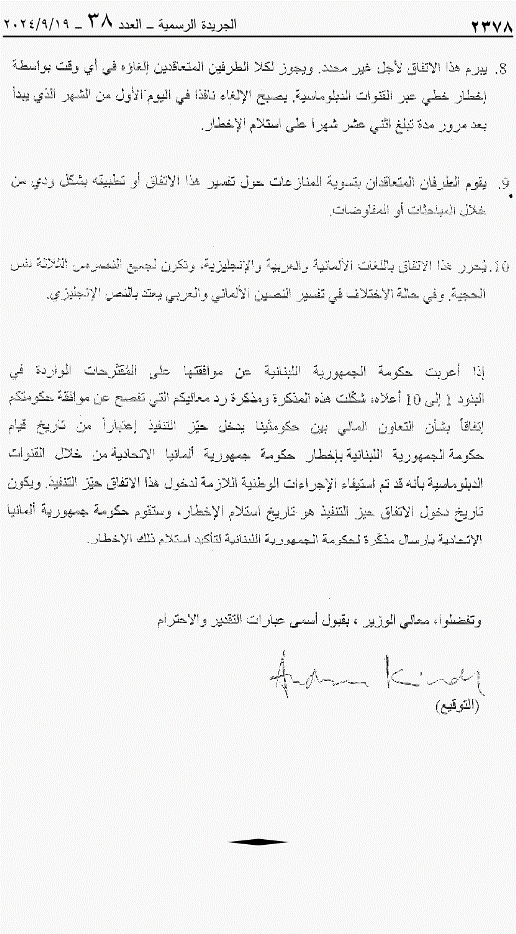 ٢٣٧٨ الجريدة الرسمية – العدد ٣٨ – ٢٠٢٤/٩/١٩
8. يبرم هذا الاتفاق لأجل غير محدد. ويجوز لكلا الطرفين المتعاقدين إلغاؤه في أي وقت بواسطة
إخطار خطي عبر القنوات الدبلوماسية. يصبح الإلغاء نافذا في اليوم الأول من الشهر الذي يبدأ
بعد مرور مدة تبلغ اثني عشر شهرا على استلام الإخطار.
9. يقوم الطرفان المتعاقدان بتسوية المنازعات حول تفسير هذا الاتفاق أو تطبيقه بشكل ودي من
خلال المباحثات أو المفاوضات.
10. يُحرر هذا الاتفاق باللغات الألمانية والعربية والإنجليزية، وتكون لجميع النصوص الثلاثة نفس
الحجية. وفي حالة الاختلاف في تفسير النصين الألماني والعربي يعتد بالنص الإنجليزي.
إذا أعربت حكومة الجمهورية اللبنانية عن موافقتها على المُقترحات الواردة في
البنود 1 إلى 10 أعلاه، شكّلت هذه المذكرة ومذكرة رد معاليكم التي تفصح عن موافقة حكومتكم
إتفاقاً بشأن التعاون المالي بين حكومتينا يدخل حيّز التنفيذ إعتباراً من تاريخ قيام
حكومة الجمهورية اللبنانية بإخطار حكومة جمهورية ألمانيا الاتحادية من خلال القنوات
الدبلوماسية بأنه قد تم استيفاء الإجراءات الوطنية اللازمة لدخول هذا الاتفاق حيّز التنفيذ. ويكون
تاريخ دخول الاتفاق حيز التنفيذ هو تاريخ استلام الإخطار، وستقوم حكومة جمهورية ألمانيا
الإتحادية بإرسال مذكرة لحكومة الجمهورية اللبنانية لتأكيد استلام ذلك الإخطار.
وتفضلوا، معالي الوزير ، بقبول أسمى عبارات التقدير والاحترام
(التوقيع)